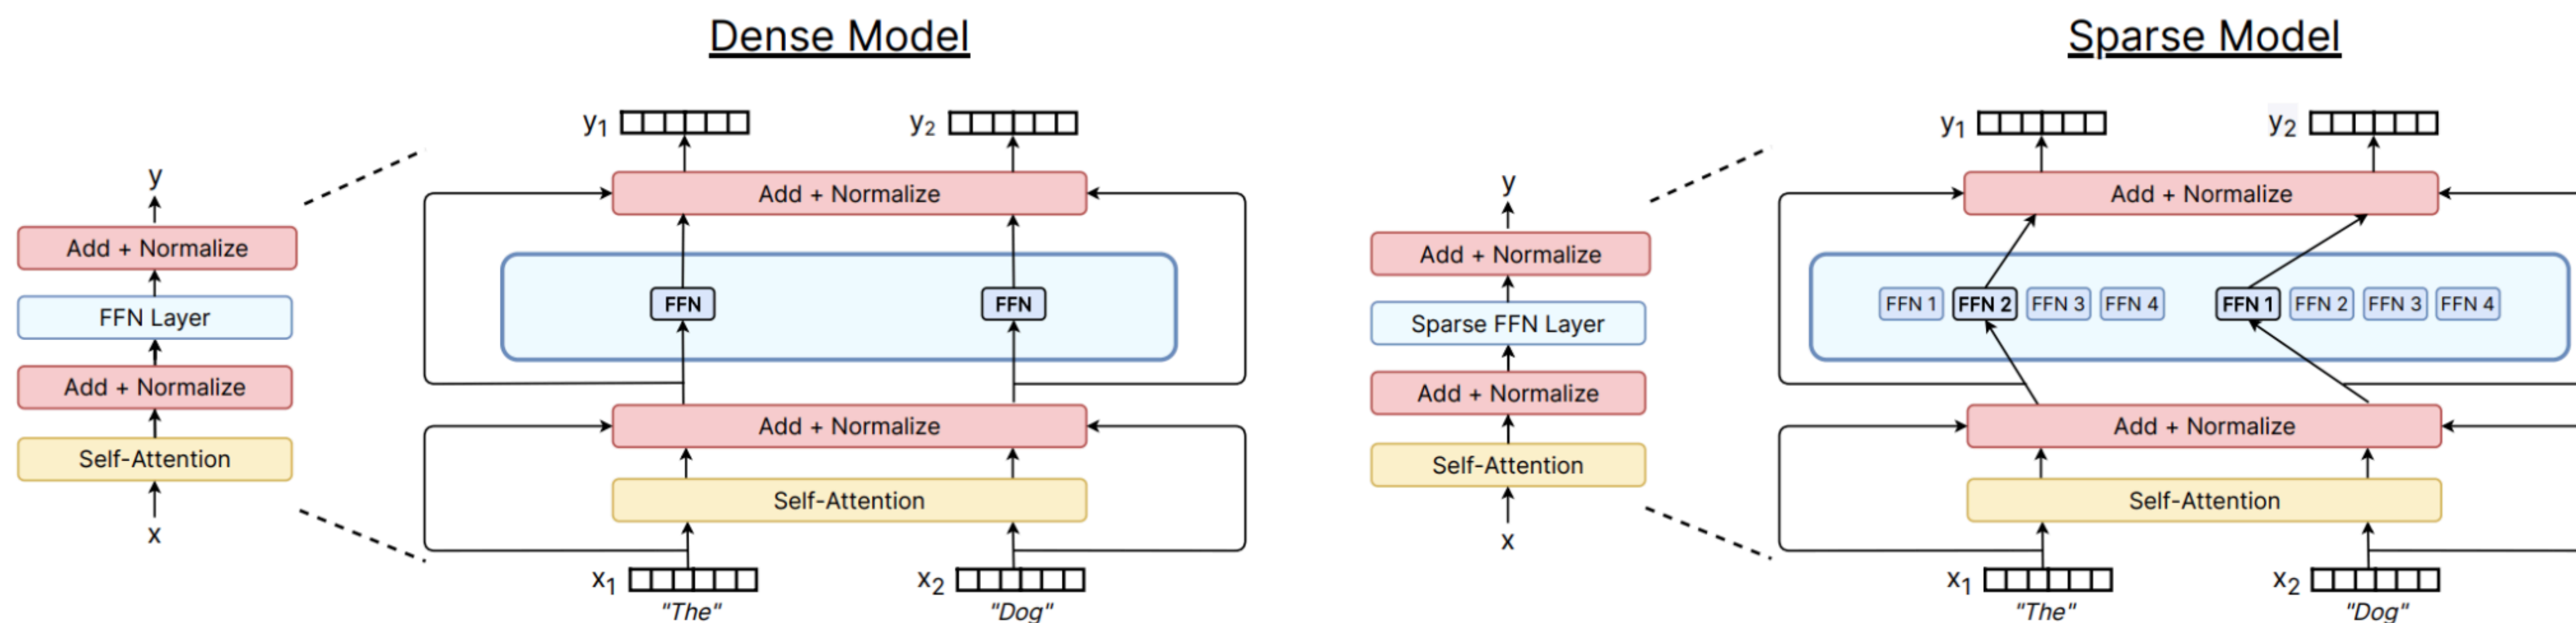 Dense Model
y
Add + Normalize
FFN Layer
Add + Normalize
Self-Attention
x
y1
y2
Add + Normalize
FFN
FFN
Add + Normalize
Self-Attention
x1
x2
"The"
"Dog"
Sparse Model
y
Add + Normalize
Sparse FFN Layer
Add + Normalize
Self-Attention
x
y1
y2
Add + Normalize
FFN 1 FFN 2 FFN 3 FFN 4
FFN 1 FFN 2 FFN 3 FFN 4
Add + Normalize
Self-Attention
x1
x2
"The"
"Dog"